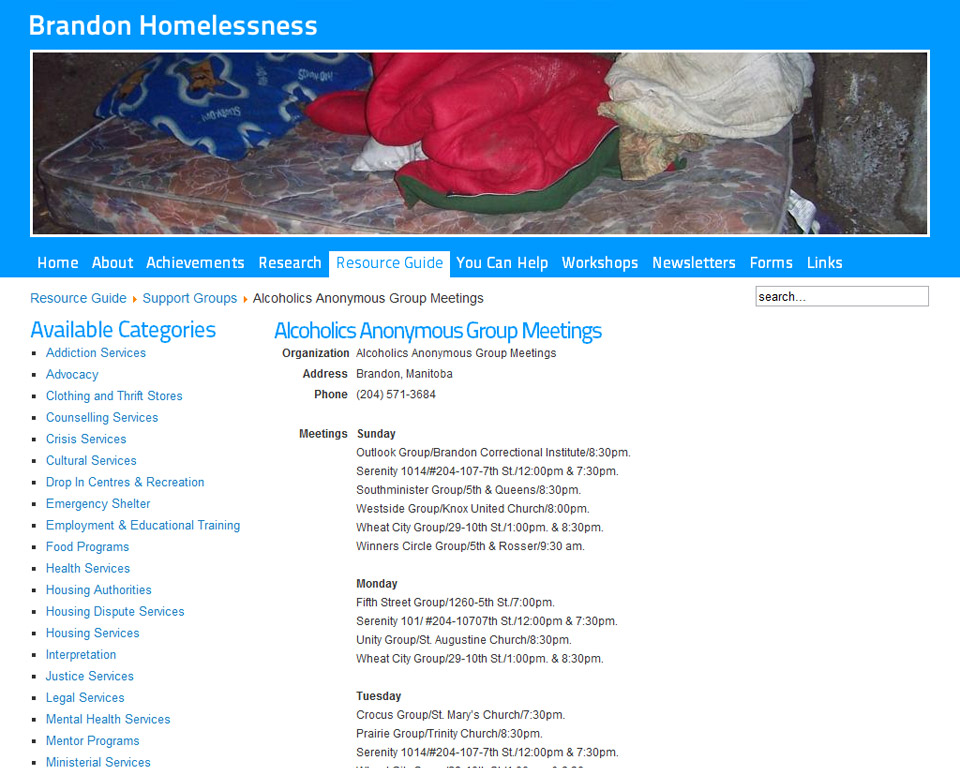 Brandon Homelessness
Home About Achievements Research Resource Guide You Can Help Workshops Newsletters Forms Links
Resource Guide Support Groups Alcoholics Anonymous Group Meetings
search...
Available Categories
Addiction Services
Advocacy
Clothing and Thrift Stores
Counselling Services
Crisis Services
Cultural Services
Drop In Centres & Recreation
Emergency Shelter
Employment & Educational Training
Food Programs
Health Services
Housing Authorities
Housing Dispute Services
Housing Services
Interpretation
Justice Services
Legal Services
Mental Health Services
Mentor Programs
Ministerial Services
Alcoholics Anonymous Group Meetings
Organization Alcoholics Anonymous Group Meetings
Address Brandon, Manitoba
Phone (204) 571-3684
Meetings Sunday
Outlook Group/Brandon Correctional Institute/8:30pm.
Serenity 1014/#204-107-7th St./12:00pm & 7:30pm.
Southminister Group/5th & Queens/8:30pm.
Westside Group/Knox United Church/8:00pm.
Wheat City Group/29-10th St./1:00pm. & 8:30pm.
Winners Circle Group/5th & Rosser/9:30 am.
Monday
Fifth Street Group/1260-5th St./7:00pm.
Serenity 101/ #204-10707th St./12:00pm & 7:30pm.
Unity Group/St. Augustine Church/8:30pm.
Wheat City Group/29-10th St./1:00pm. & 8:30pm.
Tuesday
Crocus Group/St. Mary's Church/7:30pm.
Prairie Group/Trinity Church/8:30pm.
Serenity 1014/#204-107-7th St./12:00pm & 7:30pm.